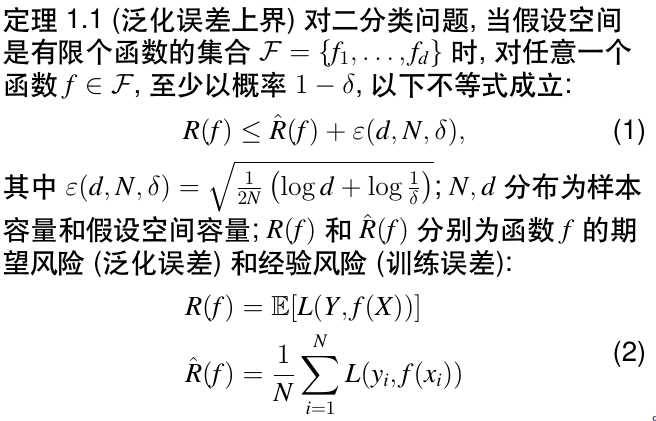 定理 1.1 (泛化误差上界) 对二分类问题, 当假设空间
是有限个函数的集合 $\mathcal{F} = \{f_1, \ldots, f_d\}$ 时, 对任意一个
函数 $f \in \mathcal{F}$, 至少以概率 $1 - \delta$, 以下不等式成立:
$R(f) \leq \hat{R}(f) + \varepsilon(d, N, \delta),$ (1)
其中 $\varepsilon(d, N, \delta) = \sqrt{\frac{1}{2N}\left(\log d + \log \frac{1}{\delta}\right)}$; $N, d$ 分布为样本
容量和假设空间容量; $R(f)$ 和 $\hat{R}(f)$ 分别为函数 $f$ 的期
望风险 (泛化误差) 和经验风险 (训练误差):
$R(f) = \mathbb{E}[L(Y, f(X))]$
$\hat{R}(f) = \frac{1}{N} \sum_{i=1}^{N} L(y_i, f(x_i))$ (2)